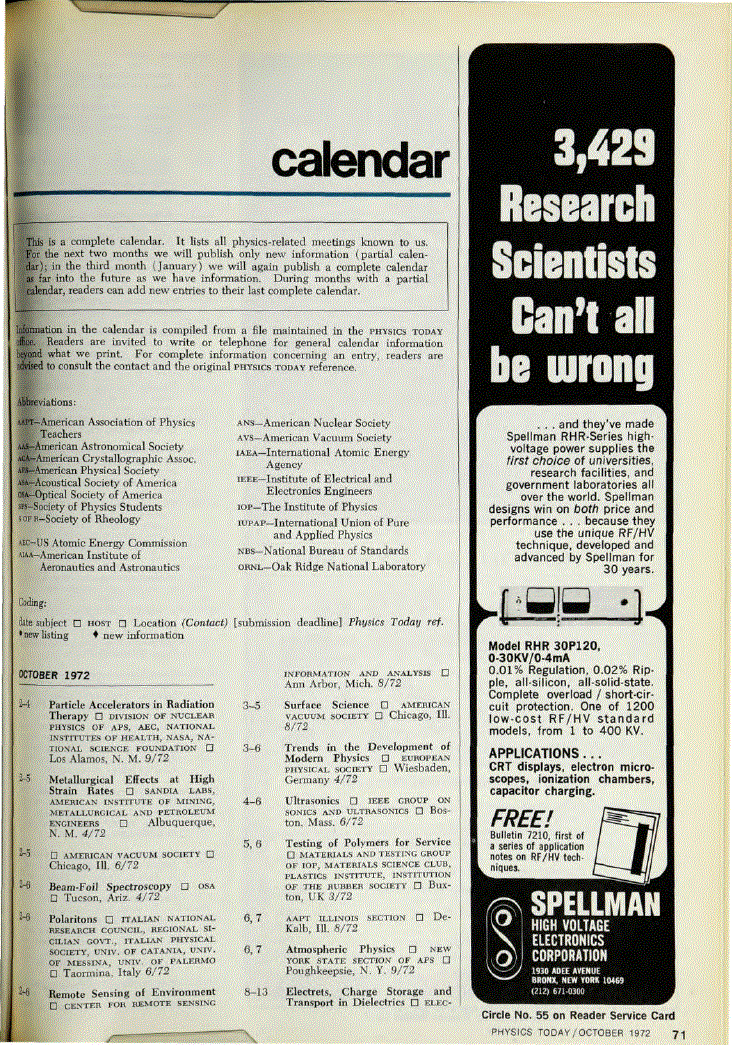 calendar
This is a complete calendar. It lists all physics-related meetings known to us.
For the next two months we will publish only new information (partial calen-
dar); in the third month (January) we will again publish a complete calendar
as far into the future as we have information. During months with a partial
calendar, readers can add new entries to their last complete calendar.
Information in the calendar is compiled from a file maintained in the PHYSICS TODAY
office. Readers are invited to write or telephone for general calendar information
beyond what we print. For complete information concerning an entry, readers are
advised to consult the contact and the original PHYSICS TODAY reference.
Abbreviations:
AAPT—American Association of Physics
Teachers
AAS—American Astronomical Society
ACA—American Crystallographic Assoc.
APS—American Physical Society
ASA—Acoustical Society of America
OSA—Optical Society of America
SPS—Society of Physics Students
SOFR—Society of Rheology
AEC—US Atomic Energy Commission
AIAA—American Institute of
Aeronautics and Astronautics
ANS—American Nuclear Society
AVS—American Vacuum Society
IAEA—International Atomic Energy
Agency
IEEE—Institute of Electrical and
Electronics Engineers
IOP—The Institute of Physics
IUPAP—International Union of Pure
and Applied Physics
NBS—National Bureau of Standards
ORNL—Oak Ridge National Laboratory
Coding:
date subject □ HOST □ Location (Contact) [submission deadline] Physics Today ref.
♦ new listing ♦ new information
OCTOBER 1972
2–4 Particle Accelerators in Radiation
Therapy □ DIVISION OF NUCLEAR
PHYSICS OF APS, AEC, NATIONAL
INSTITUTES OF HEALTH, NASA, NA-
TIONAL SCIENCE FOUNDATION □
Los Alamos, N. M. 9/72
2–5 Metallurgical Effects at High
Strain Rates □ SANDIA LABS,
AMERICAN INSTITUTE OF MINING,
METALLURGICAL AND PETROLEUM
ENGINEERS □ Albuquerque,
N. M. 4/72
2–5 □ AMERICAN VACUUM SOCIETY □
Chicago, Ill. 6/72
2–6 Beam-Foil Spectroscopy □ OSA
□ Tucson, Ariz. 4/72
2–6 Polaritons □ ITALIAN NATIONAL
RESEARCH COUNCIL, REGIONAL SI-
CILIAN GOVT., ITALIAN PHYSICAL
SOCIETY, UNIV. OF CATANIA, UNIV.
OF MESSINA, UNIV. OF PALERMO
□ Taormina, Italy 6/72
2–6 Remote Sensing of Environment
□ CENTER FOR REMOTE SENSING
INFORMATION AND ANALYSIS □
Ann Arbor, Mich. 8/72
3–5 Surface Science □ AMERICAN
VACUUM SOCIETY □ Chicago, Ill.
8/72
3–6 Trends in the Development of
Modern Physics □ EUROPEAN
PHYSICAL SOCIETY □ Wiesbaden,
Germany 4/72
4–6 Ultrasonics □ IEEE GROUP ON
SONICS AND ULTRASONICS □ Bos-
ton, Mass. 6/72
5, 6 Testing of Polymers for Service
□ MATERIALS AND TESTING GROUP
OF IOP, MATERIALS SCIENCE CLUB,
PLASTICS INSTITUTE, INSTITUTION
OF THE RUBBER SOCIETY □ Bux-
ton, UK 3/72
6, 7 AAPT ILLINOIS SECTION □ De-
Kalb, Ill. 8/72
6, 7 Atmospheric Physics □ NEW
YORK STATE SECTION OF APS □
Poughkeepsie, N. Y. 9/72
8–13 Electrets, Charge Storage and
Transport in Dielectrics □ ELEC-
3,429
Research
Scientists
Can't all
be wrong
. . . and they've made
Spellman RHR-Series high-
voltage power supplies the
first choice of universities,
research facilities, and
government laboratories all
over the world. Spellman
designs win on both price and
performance . . . because they
use the unique RF/HV
technique, developed and
advanced by Spellman for
30 years.
Model RHR 30P120,
0-30KV/0-4mA
0.01% Regulation, 0.02% Rip-
ple, all-silicon, all-solid-state.
Complete overload / short-cir-
cuit protection. One of 1200
low-cost RF/HV standard
models, from 1 to 400 KV.
APPLICATIONS . . .
CRT displays, electron micro-
scopes, ionization chambers,
capacitor charging.
FREE!
Bulletin 7210, first of
a series of application
notes on RF/HV tech-
niques.
SPELLMAN
HIGH VOLTAGE
ELECTRONICS
CORPORATION
1930 ADEE AVENUE
BRONX, NEW YORK 10469
(212) 671-0300
Circle No. 55 on Reader Service Card
PHYSICS TODAY / OCTOBER 1972 71